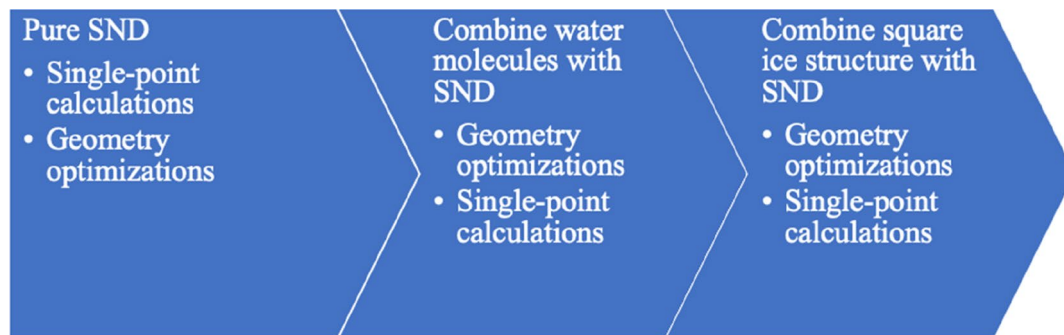 Pure SND
• Single-point
calculations
• Geometry
optimizations
Combine water
molecules with
SND
• Geometry
optimizations
• Single-point
calculations
Combine square
ice structure with
SND
• Geometry
optimizations
• Single-point
calculations